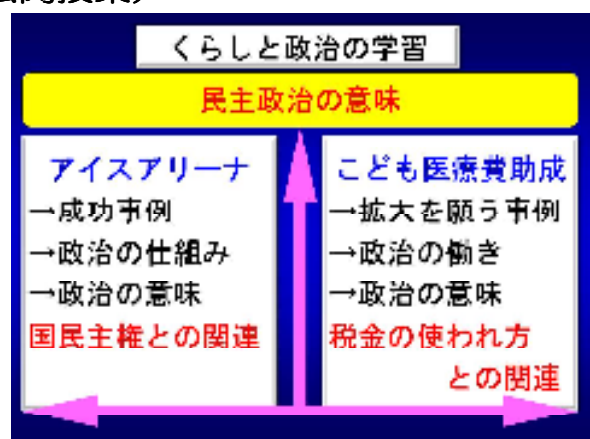 くらしと政治の学習
民主政治の意味
アイスアリーナ
→成功事例
→政治の仕組み
→政治の意味
国民主権との関連
こども医療費助成
→拡大を願う事例
→政治の働き
→政治の意味
税金の使われ方
との関連